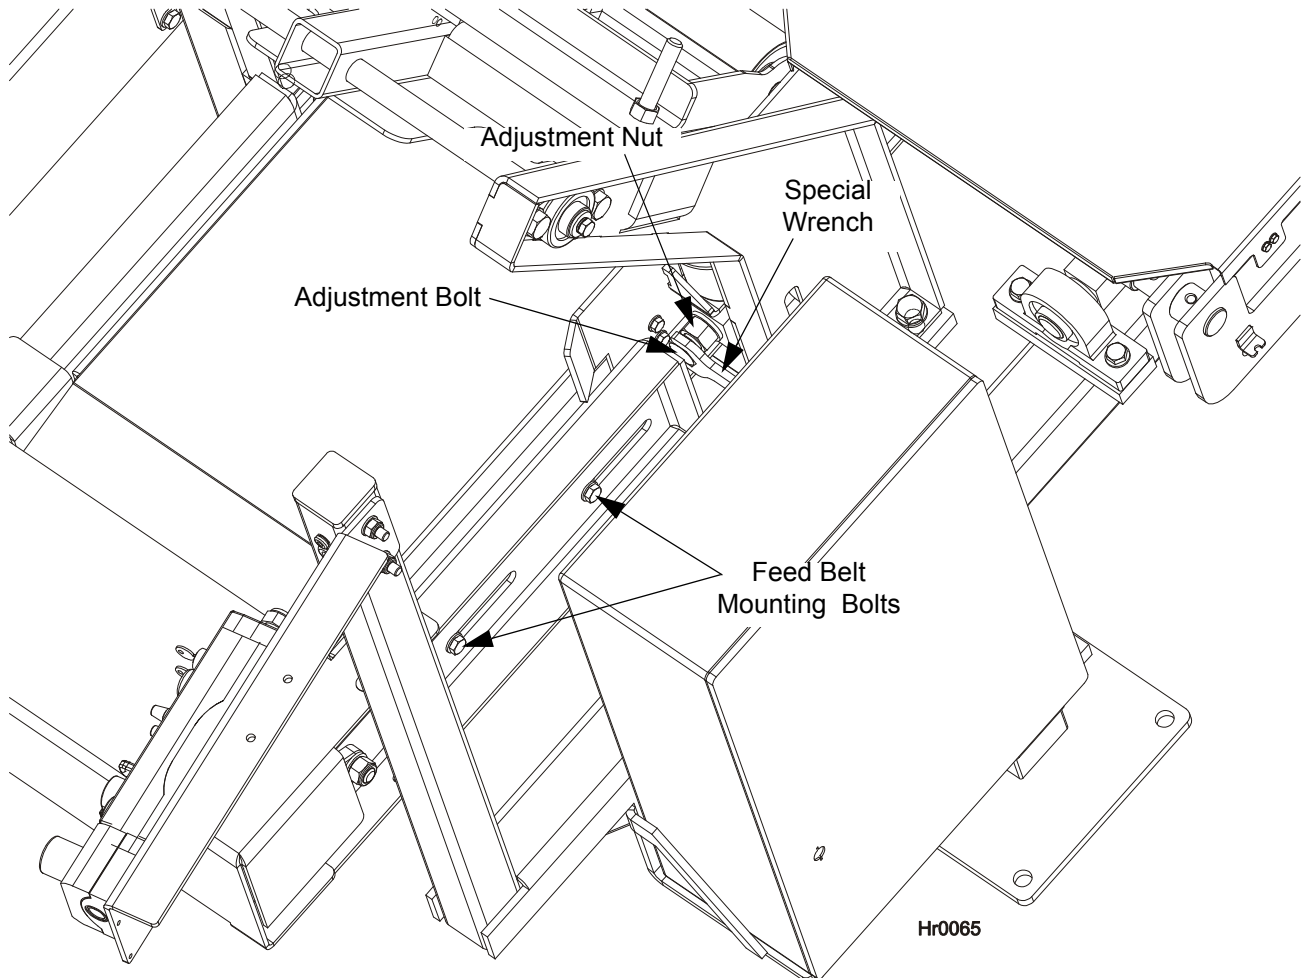 Adjustment Nut
Special
Wrench
Adjustment Bolt
Feed Belt
Mounting Bolts
Hr0065